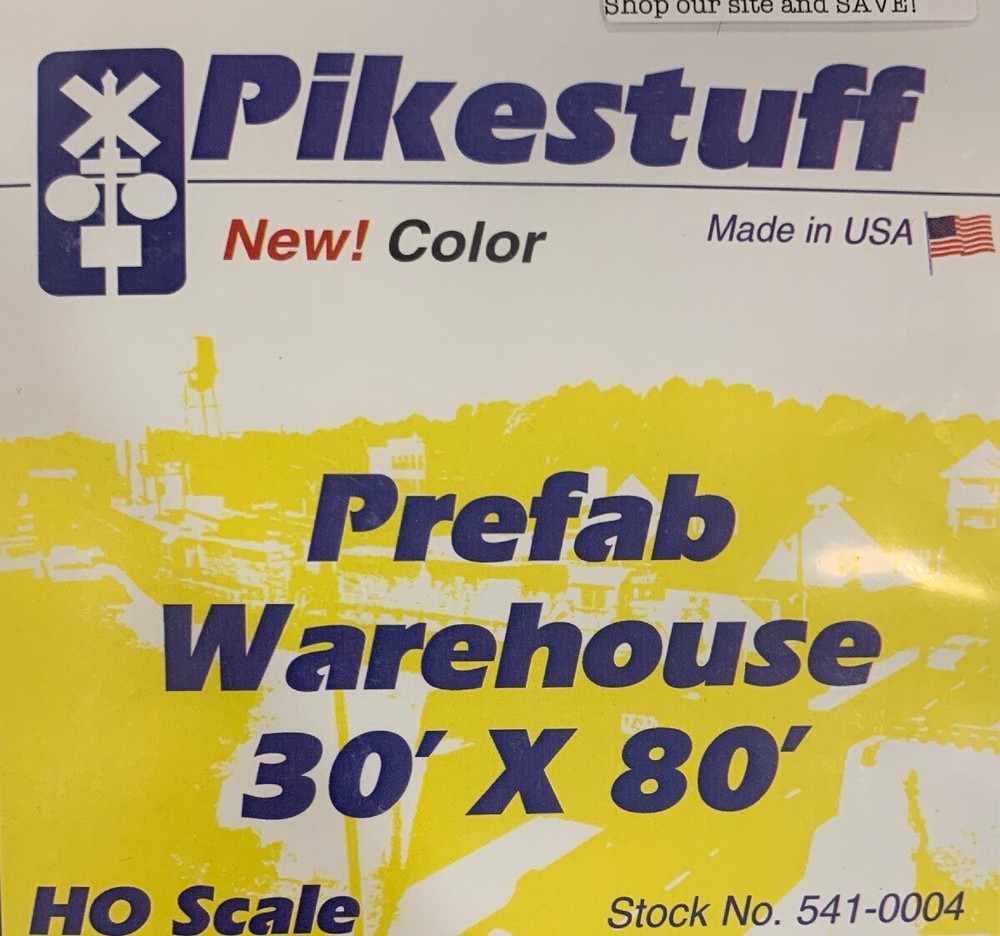 Shop our site and SAVE!
Pikestuff
New! Color
Made in USA
Prefab
Warehouse
30' X 80'
HO Scale
Stock No. 541-0004